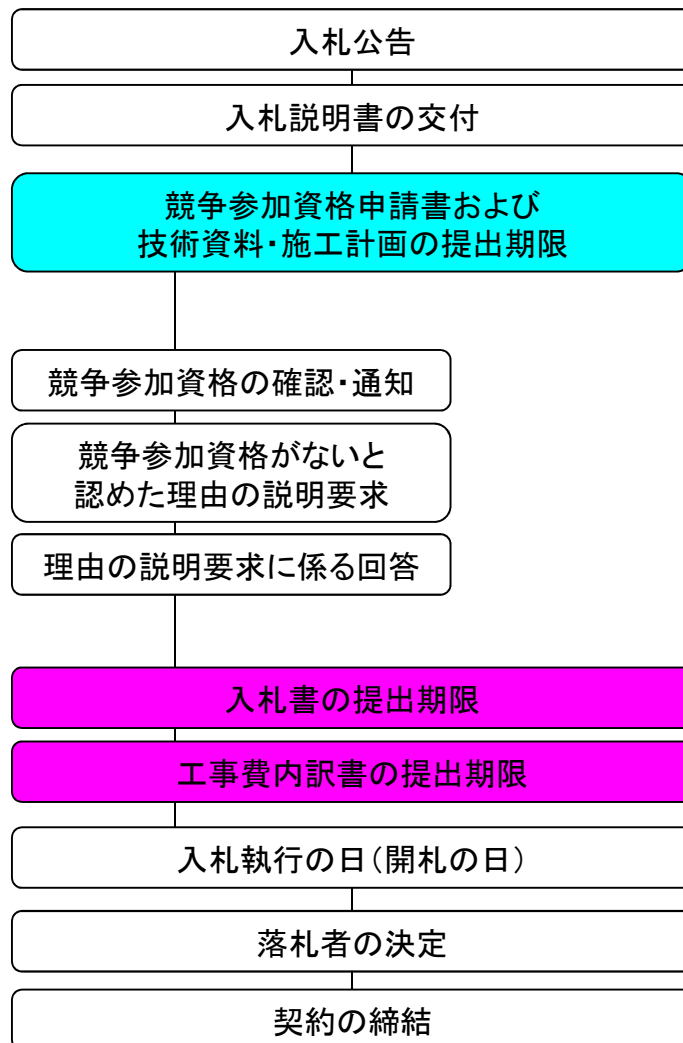 入札公告
入札説明書の交付
競争参加資格申請書および
技術資料・施工計画の提出期限
競争参加資格の確認・通知
競争参加資格がないと
認めた理由の説明要求
理由の説明要求に係る回答
入札書の提出期限
工事費内訳書の提出期限
入札執行の日(開札の日)
落札者の決定
契約の締結